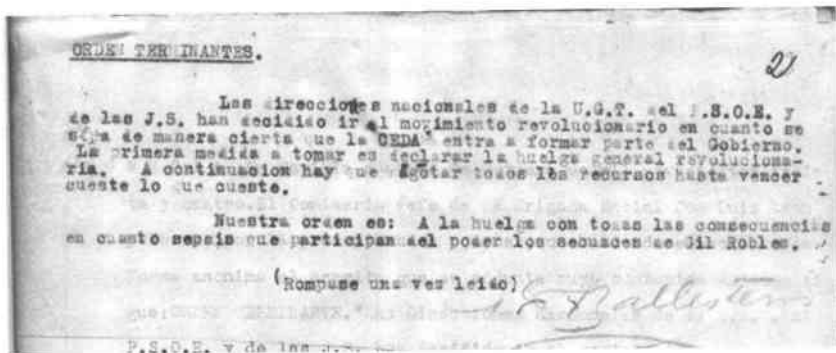 ORDEN TERMINANTES.
2
Las direcciones nacionales de la U.G.T. del P.S.O.E. y
de las J.S. han decidido ir al movimiento revolucionario en cuanto se
sepa de manera cierta que la CEDA entra a formar parte del Gobierno.
La primera medida a tomar es declarar la huelga general revoluciona-
ria. A continuacion hay que agotar todos los recursos hasta vencer
cueste lo que cueste.
Nuestra orden es: A la huelga con todas las consecuencias
en cuanto sepais que participan del poder los secuaces de Gil Robles.
(Rompase una vez leido)
Ballesteros
P.S.O.E. y de las J.S.